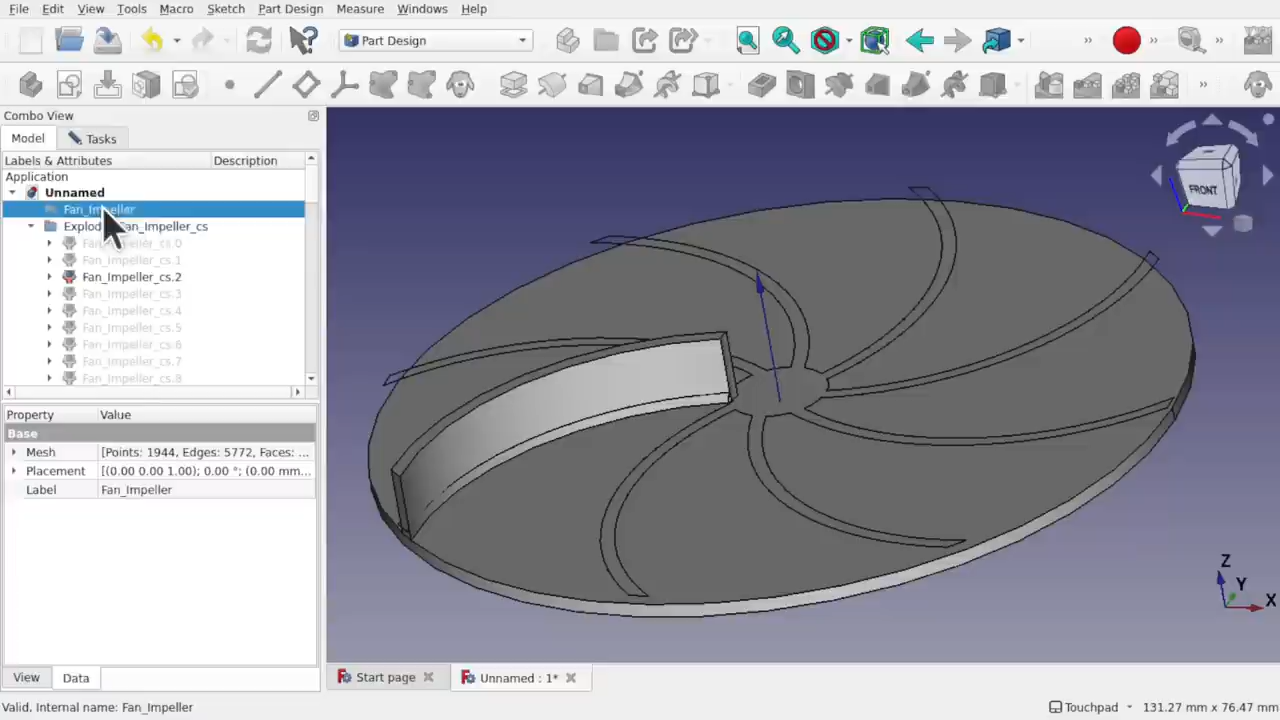 File Edit View Tools Macro Sketch Part Design Measure Windows Help
Part Design
»
»
»
»
Combo View
Model Tasks
Labels & Attributes Description
Application
Unnamed
Fan_Impeller
Fan_Impeller_cs
Fan_Impeller_cs.0
Fan_Impeller_cs.1
Fan_Impeller_cs.2
Fan_Impeller_cs.3
Fan_Impeller_cs.4
Fan_Impeller_cs.5
Fan_Impeller_cs.6
Fan_Impeller_cs.7
Fan_Impeller_cs.8
FRONT
Property Value
Base
Mesh [Points: 1944, Edges: 5772, Faces: ...
Placement [(0.00 0.00 1.00); 0.00 °; (0.00 mm...
Label Fan_Impeller
Z
Y
X
View Data
Start page Unnamed : 1*
Valid, Internal name: Fan_Impeller
Touchpad 131.27 mm x 76.47 mm